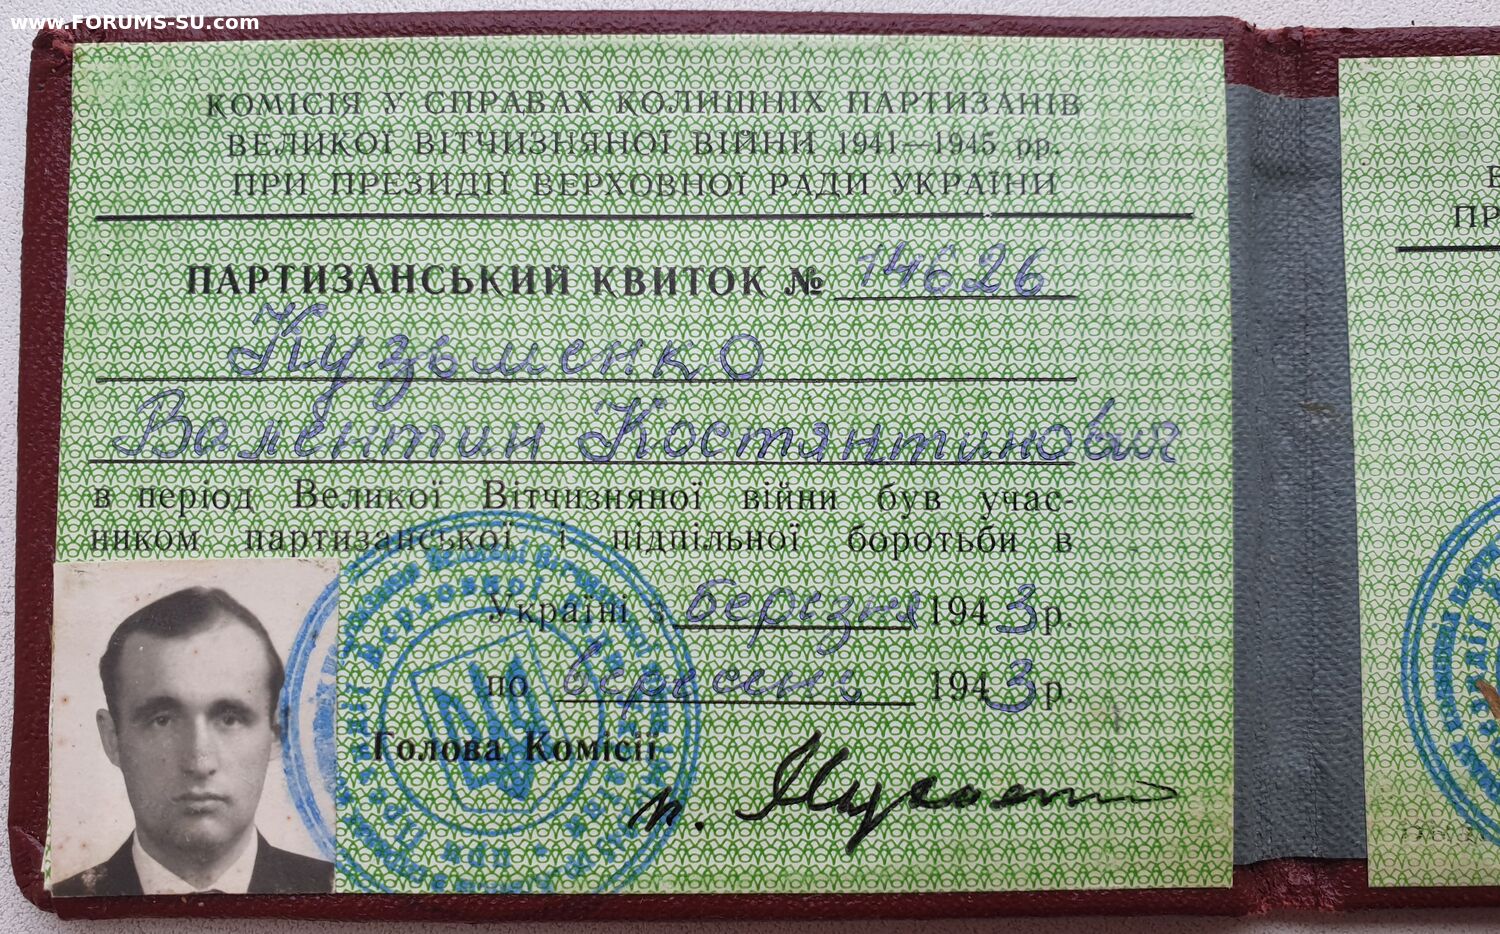 www.FORUMS-SU.com
КОМІСІЯ У СПРАВАХ КОЛИШНІХ ПАРТИЗАНІВ
ВЕЛИКОЇ ВІТЧИЗНЯНОЇ ВІЙНИ 1941—1945 рр.
ПРИ ПРЕЗИДІЇ ВЕРХОВНОЇ РАДИ УКРАЇНИ
ПАРТИЗАНСЬКИЙ КВИТОК № 14626
Кузьменко
Валентин Костянтинович
в період Великої Вітчизняної війни був учас-
ником партизанської і підпільної боротьби в
Україні з березня 1943 р.
по вересень 1943 р.
Голова Комісії
п.
ПР